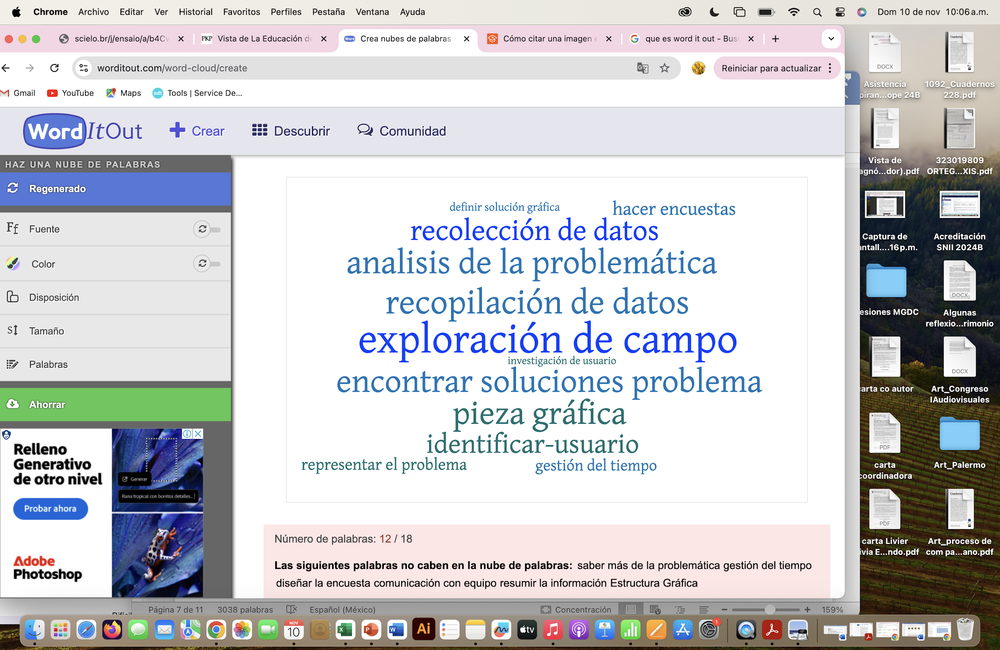 Chrome Archivo Editar Ver Historial Favoritos Perfiles Pestaña Ventana Ayuda Dom 10 de nov 10:06 a.m.
scielo.br/j/ensaio/a/b4Cv PKP Vista de La Educación de Word Crea nubes de palabras - Cómo citar una imagen e que es word it out - Bus
worditout.com/word-cloud/create Reiniciar para actualizar
Gmail YouTube Maps sdt Tools | Service De...
WordItOut Crear Descubrir Comunidad
HAZ UNA NUBE DE PALABRAS
Regenerado
Fuente
Color
Disposición
Tamaño
Palabras
Ahorrar
Relleno
Generativo
de otro nivel
Generar
Rana tropical con bonitos detalles...
Probar ahora
Adobe
Photoshop
definir solución gráfica hacer encuestas
recolección de datos
analisis de la problemática
recopilación de datos
exploración de campo
investigación de usuario
encontrar soluciones problema
pieza gráfica
identificar-usuario
representar el problema gestión del tiempo
Número de palabras: 12 / 18
Las siguientes palabras no caben en la nube de palabras: saber más de la problemática gestión del tiempo
diseñar la encuesta comunicación con equipo resumir la información Estructura Gráfica
Página 7 de 11 3038 palabras Español (México) Concentración 159%
DOCX
Asistencia
piran...ope 24B
1092_Cuadernos
228.pdf
Vista de
agnó...dor).pdf
323019809
ORTEG...XIS.pdf
Captura de
antall....16 p.m.
Acreditación
SNII 2024B
esiones MGDC
DOCX
Algunas
reflexio...rimonio
carta co autor
DOCX
Art_Congreso
IAudiovisuales
PDF
carta
coordinadora
Art_Palermo
PDF
carta Livier
ivia E...ndo.pdf
Art_proceso de
com pa...ano.pdf
NOV
10
Ai
tv
1